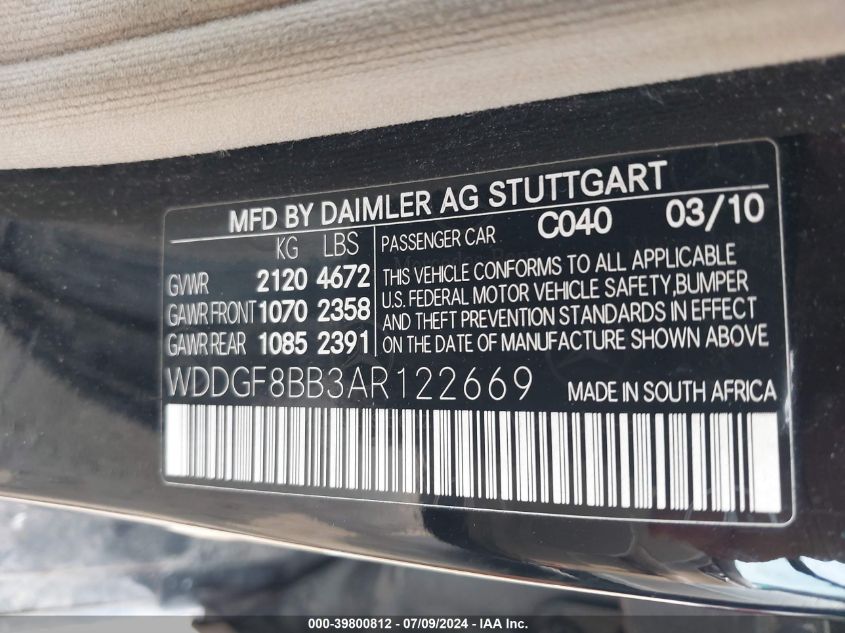 MFD BY DAIMLER AG STUTTGART
KG LBS
GVWR 2120 4672
GAWR FRONT 1070 2358
GAWR REAR 1085 2391
PASSENGER CAR C040 03/10
THIS VEHICLE CONFORMS TO ALL APPLICABLE
U.S. FEDERAL MOTOR VEHICLE SAFETY,BUMPER
AND THEFT PREVENTION STANDARDS IN EFFECT
ON THE DATE OF MANUFACTURE SHOWN ABOVE
WDDGF8BB3AR122669 MADE IN SOUTH AFRICA
000-39800812 / 07/09/2024 - IAA Inc.